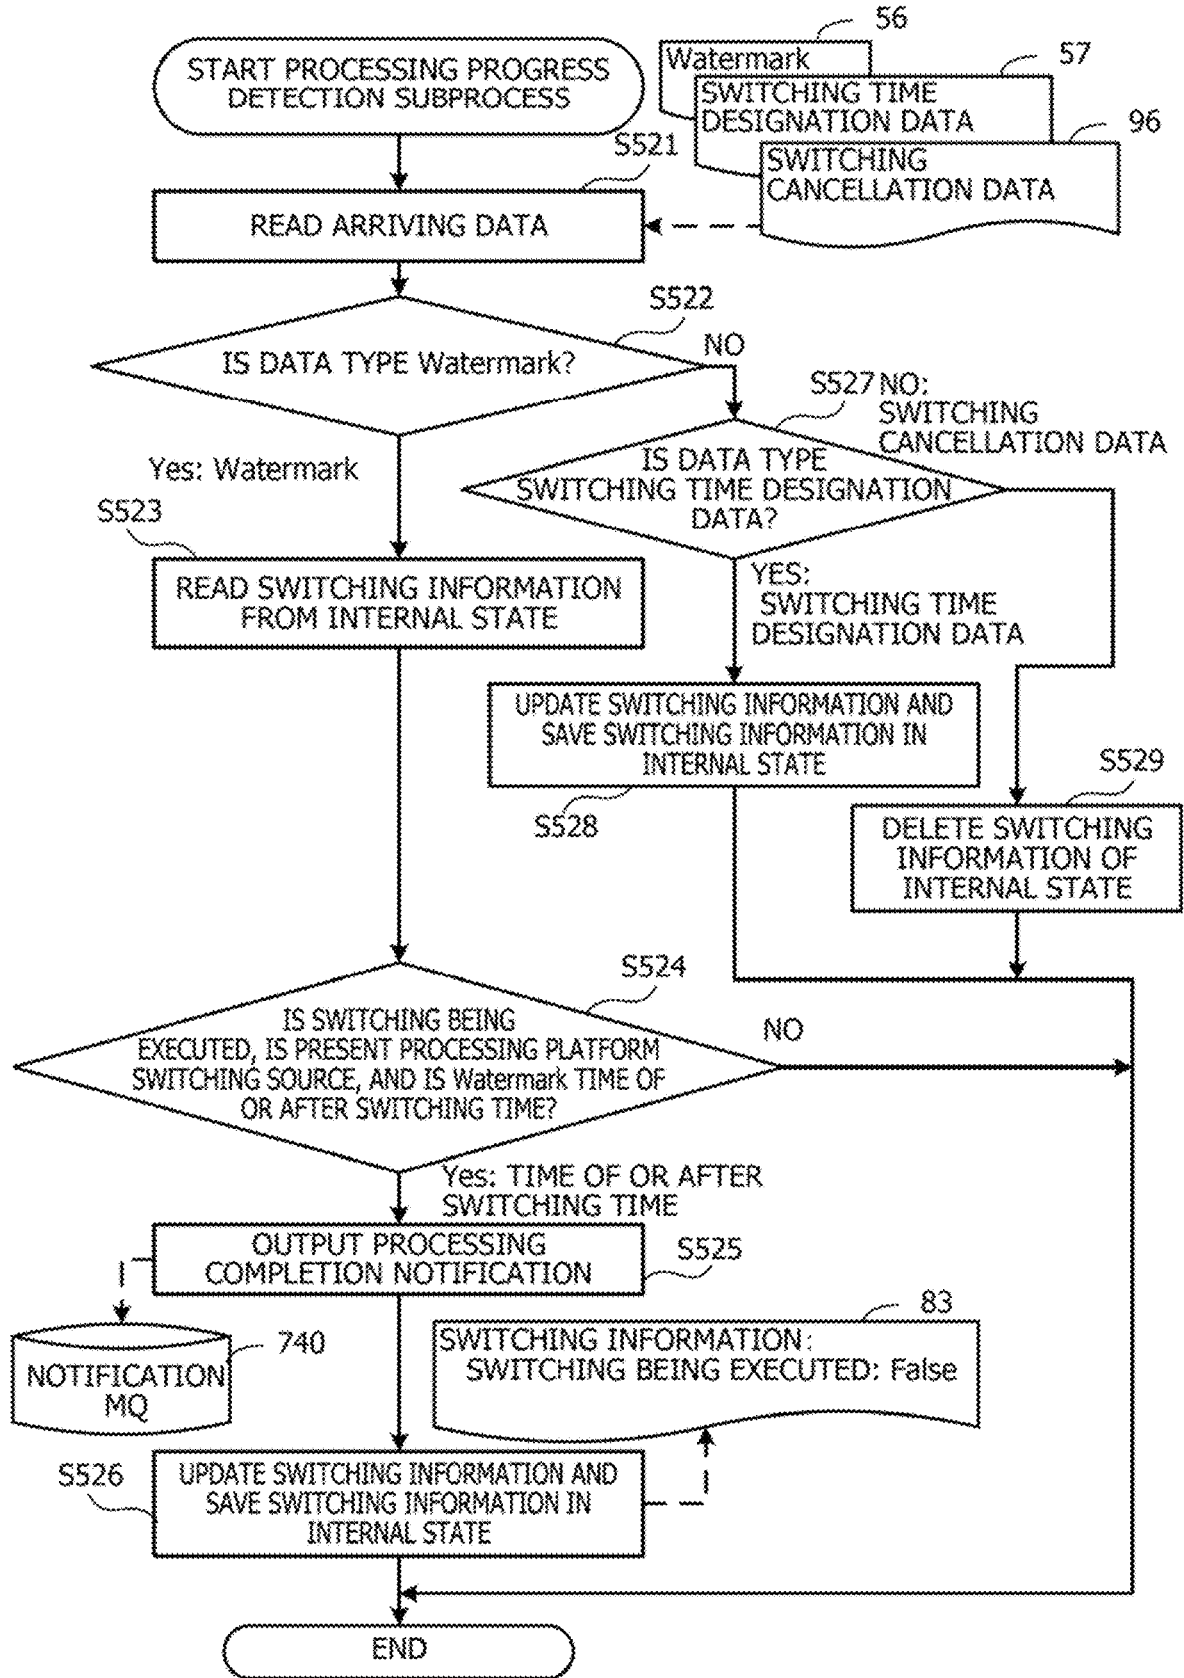 56
START PROCESSING PROGRESS
DETECTION SUBPROCESS
Watermark
57
SWITCHING TIME
DESIGNATION DATA
96
SWITCHING
CANCELLATION DATA
S521
READ ARRIVING DATA
S522
IS DATA TYPE Watermark?
NO
S527
NO:
SWITCHING
CANCELLATION DATA
IS DATA TYPE
SWITCHING TIME DESIGNATION
DATA?
Yes: Watermark
S523
READ SWITCHING INFORMATION
FROM INTERNAL STATE
YES:
SWITCHING TIME
DESIGNATION DATA
UPDATE SWITCHING INFORMATION AND
SAVE SWITCHING INFORMATION IN
INTERNAL STATE
S528
S529
DELETE SWITCHING
INFORMATION OF
INTERNAL STATE
S524
IS SWITCHING BEING
EXECUTED, IS PRESENT PROCESSING PLATFORM
SWITCHING SOURCE, AND IS Watermark TIME OF
OR AFTER SWITCHING TIME?
NO
Yes: TIME OF OR AFTER
SWITCHING TIME
OUTPUT PROCESSING
COMPLETION NOTIFICATION
S525
740
NOTIFICATION
MQ
83
SWITCHING INFORMATION:
SWITCHING BEING EXECUTED: False
S526
UPDATE SWITCHING INFORMATION AND
SAVE SWITCHING INFORMATION IN
INTERNAL STATE
END